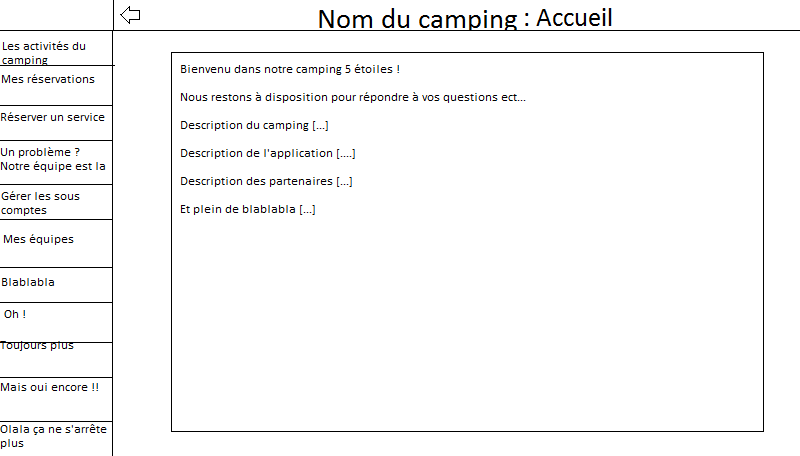 Nom du camping : Accueil
Les activités du
camping
Mes réservations
Réserver un service
Un problème ?
Notre équipe est la
Gérer les sous
comptes
Mes équipes
Blablabla
Oh !
Toujours plus
Mais oui encore !!
Olala ça ne s'arrête
plus
Bienvenu dans notre camping 5 étoiles !
Nous restons à disposition pour répondre à vos questions ect...
Description du camping [...]
Description de l'application [....]
Description des partenaires [...]
Et plein de blablabla [...]